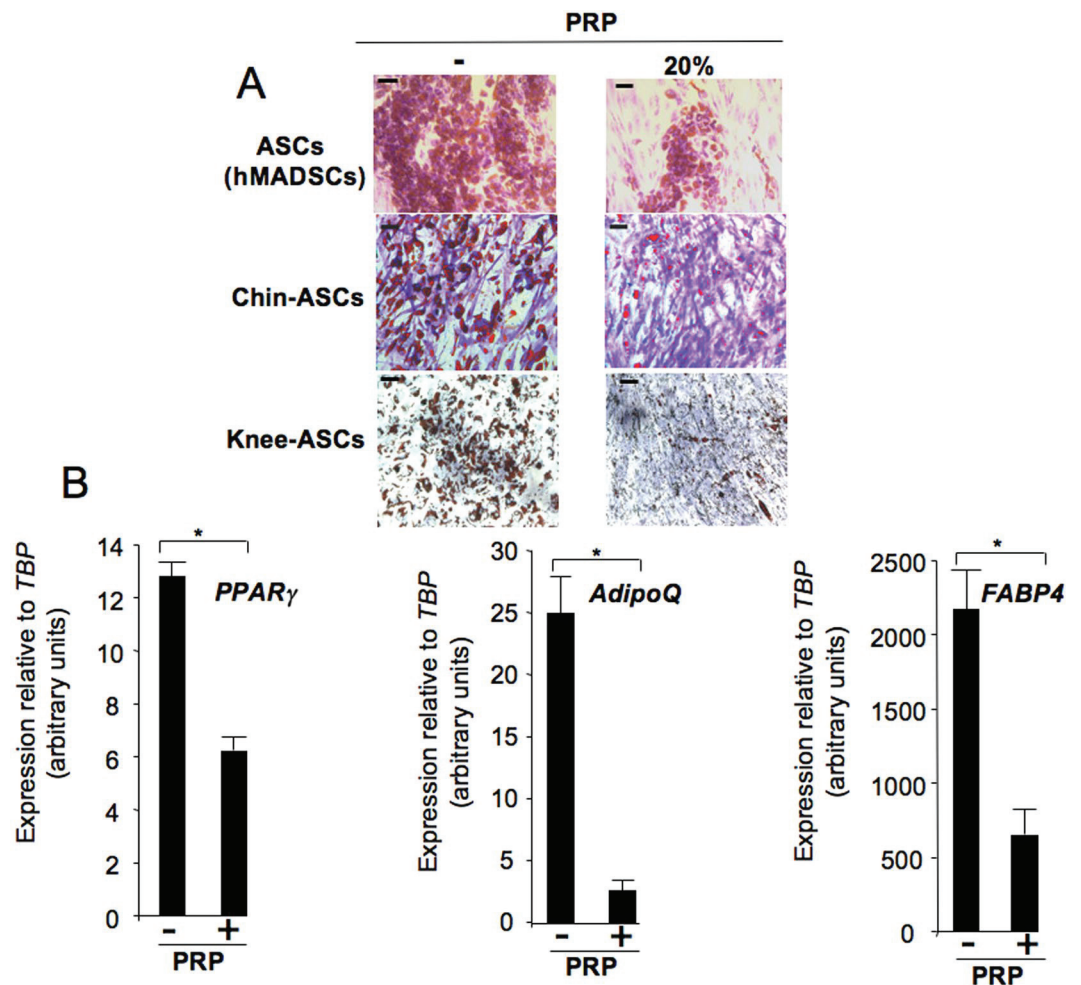 PRP
- 20%
A
ASCs
(hMADSCs)
Chin-ASCs
Knee-ASCs
B
Expression relative to TBP
(arbitrary units)
14
12
10
8
6
4
2
0
*
PPARγ
- +
PRP
Expression relative to TBP
(arbitrary units)
30
25
20
15
10
5
0
*
AdipoQ
- +
PRP
Expression relative to TBP
(arbitrary units)
2500
2000
1500
1000
500
0
*
FABP4
- +
PRP